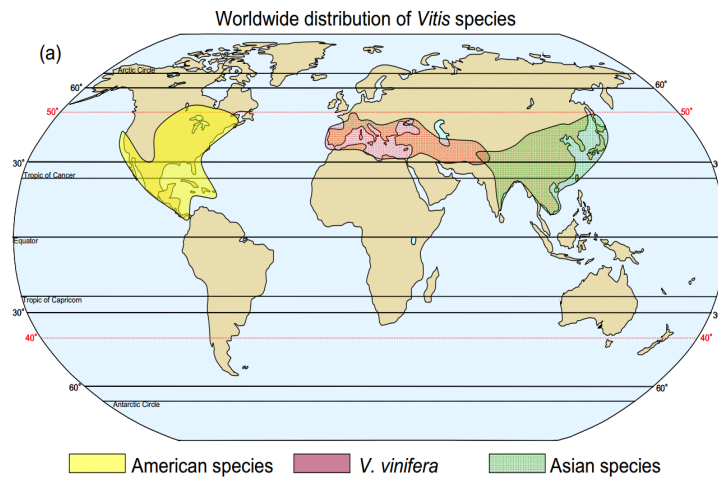 Worldwide distribution of Vitis species
(a)
Arctic Circle
60°
60°
50°
50°
30°
30°
Tropic of Cancer
Equator
Tropic of Capricorn
30°
3
40°
40°
60°
60°
Antarctic Circle
American species
V. vinifera
Asian species